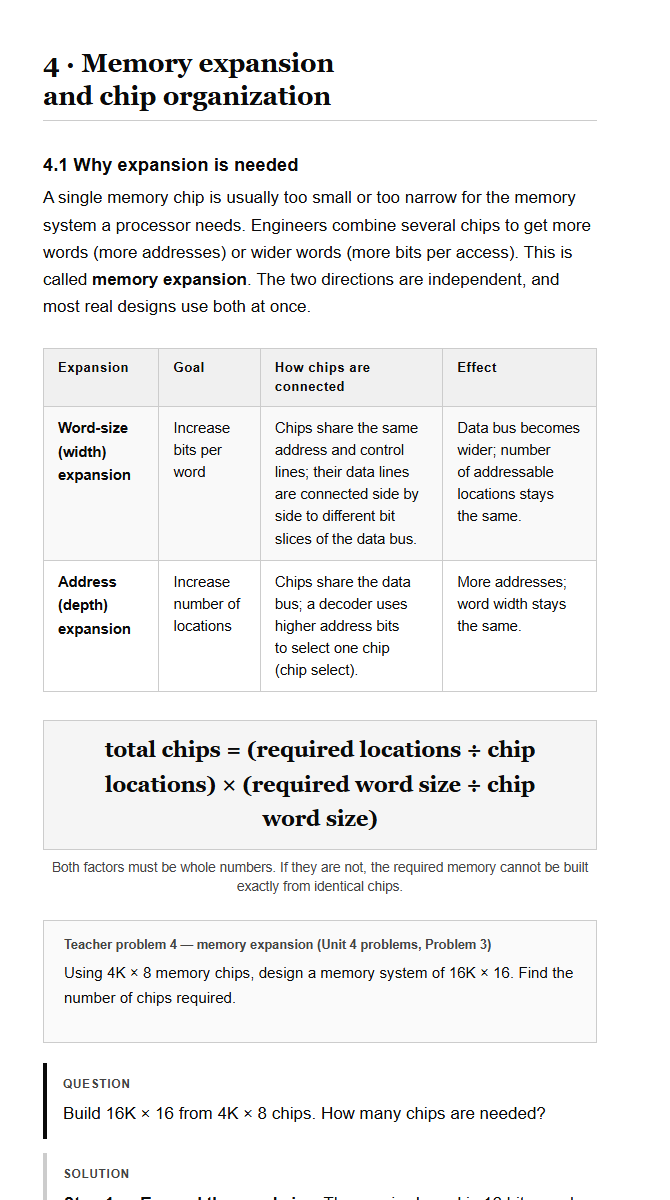 4 · Memory expansion
and chip organization
4.1 Why expansion is needed
A single memory chip is usually too small or too narrow for the memory
system a processor needs. Engineers combine several chips to get more
words (more addresses) or wider words (more bits per access). This is
called memory expansion. The two directions are independent, and
most real designs use both at once.
Expansion
Goal
How chips are
connected
Effect
Word-size
(width)
expansion
Increase
bits per
word
Chips share the same
address and control
lines; their data lines
are connected side by
side to different bit
slices of the data bus.
Data bus becomes
wider; number
of addressable
locations stays
the same.
Address
(depth)
expansion
Increase
number of
locations
Chips share the data
bus; a decoder uses
higher address bits
to select one chip
(chip select).
More addresses;
word width stays
the same.
total chips = (required locations ÷ chip
locations) × (required word size ÷ chip
word size)
Both factors must be whole numbers. If they are not, the required memory cannot be built
exactly from identical chips.
Teacher problem 4 — memory expansion (Unit 4 problems, Problem 3)
Using 4K × 8 memory chips, design a memory system of 16K × 16. Find the
number of chips required.
QUESTION
Build 16K × 16 from 4K × 8 chips. How many chips are needed?
SOLUTION